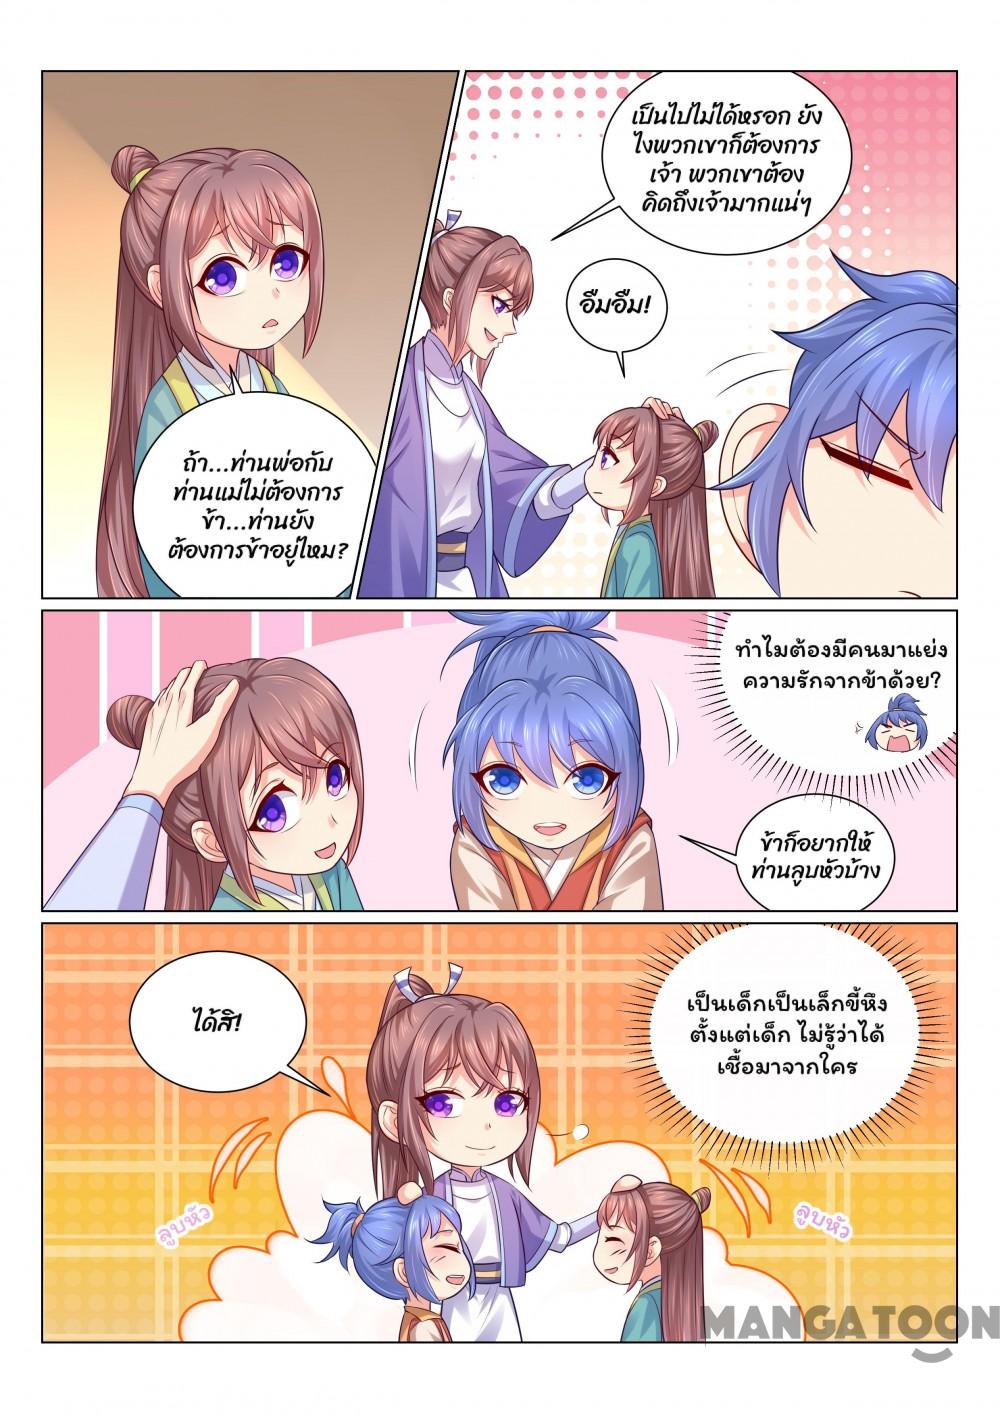 ถ้า...ท่านพ่อกับ
ท่านแม่ไม่ต้องการ
ข้า...ท่านยัง
ต้องการข้าอยู่ไหม?
เป็นไปไม่ได้หรอก ยัง
ไงพวกเขาก็ต้องการ
เจ้า พวกเขาต้อง
คิดถึงเจ้ามากแน่ๆ
อืมอืม!
ทำไมต้องมีคนมาแย่ง
ความรักจากข้าด้วย?
ข้าก็อยากให้
ท่านลูบหัวบ้าง
ได้สิ!
เป็นเด็กเป็นเล็กขี้หึง
ตั้งแต่เด็ก ไม่รู้ว่าได้
เชื้อมาจากใคร
ลูบหัว
ลูบหัว
MANGATOON